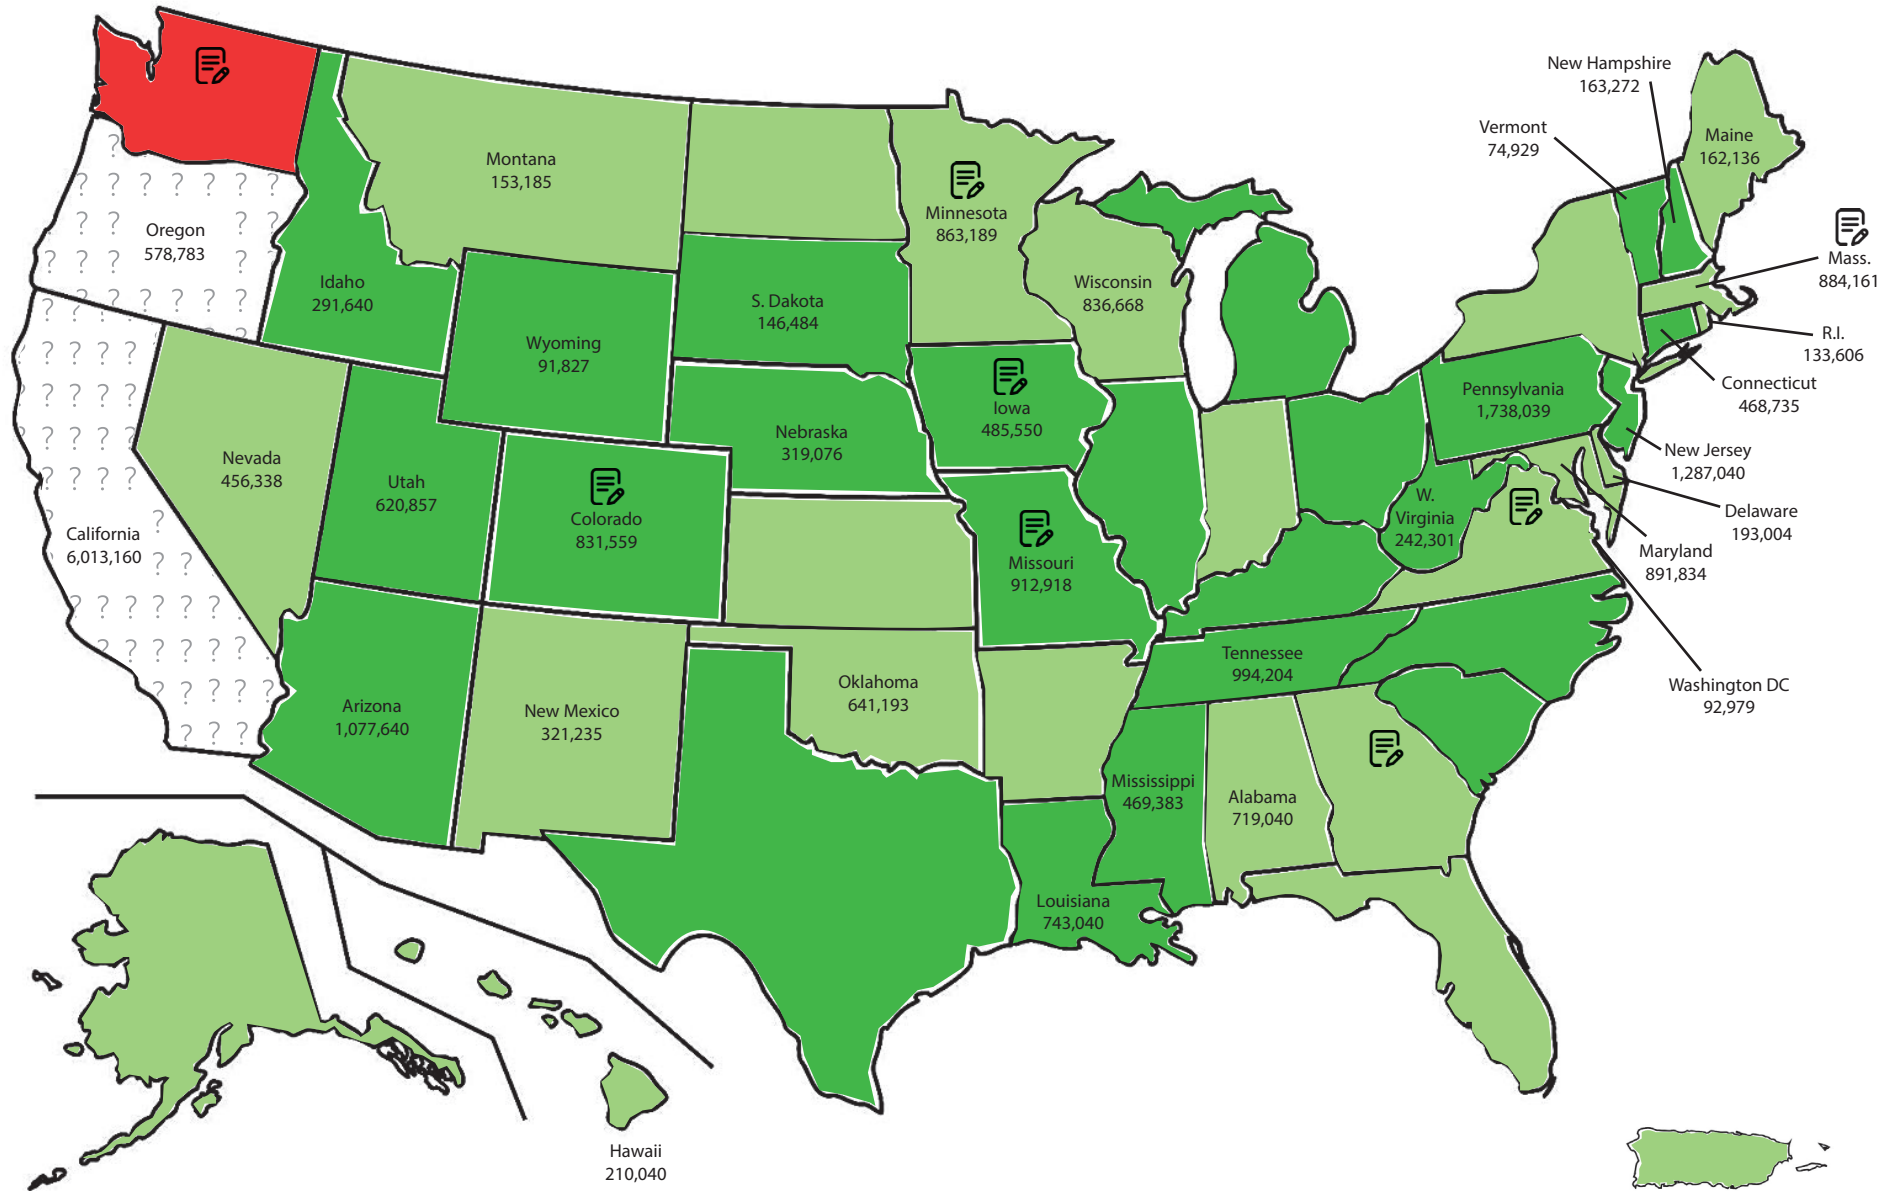 New Hampshire
163,272
Vermont
74,929
Maine
162,136
Montana
153,185
Minnesota
863,189
Oregon
578,783
Mass.
884,161
Idaho
291,640
Wisconsin
836,668
S. Dakota
146,484
R.I.
133,606
Wyoming
91,827
Connecticut
468,735
Pennsylvania
1,738,039
Iowa
485,550
Nebraska
319,076
New Jersey
1,287,040
Nevada
456,338
Utah
620,857
Colorado
831,559
W.
Virginia
242,301
Delaware
193,004
California
6,013,160
Maryland
891,834
Missouri
912,918
Tennessee
994,204
Washington DC
92,979
Oklahoma
641,193
Arizona
1,077,640
New Mexico
321,235
Mississippi
469,383
Alabama
719,040
Louisiana
743,040
Hawaii
210,040